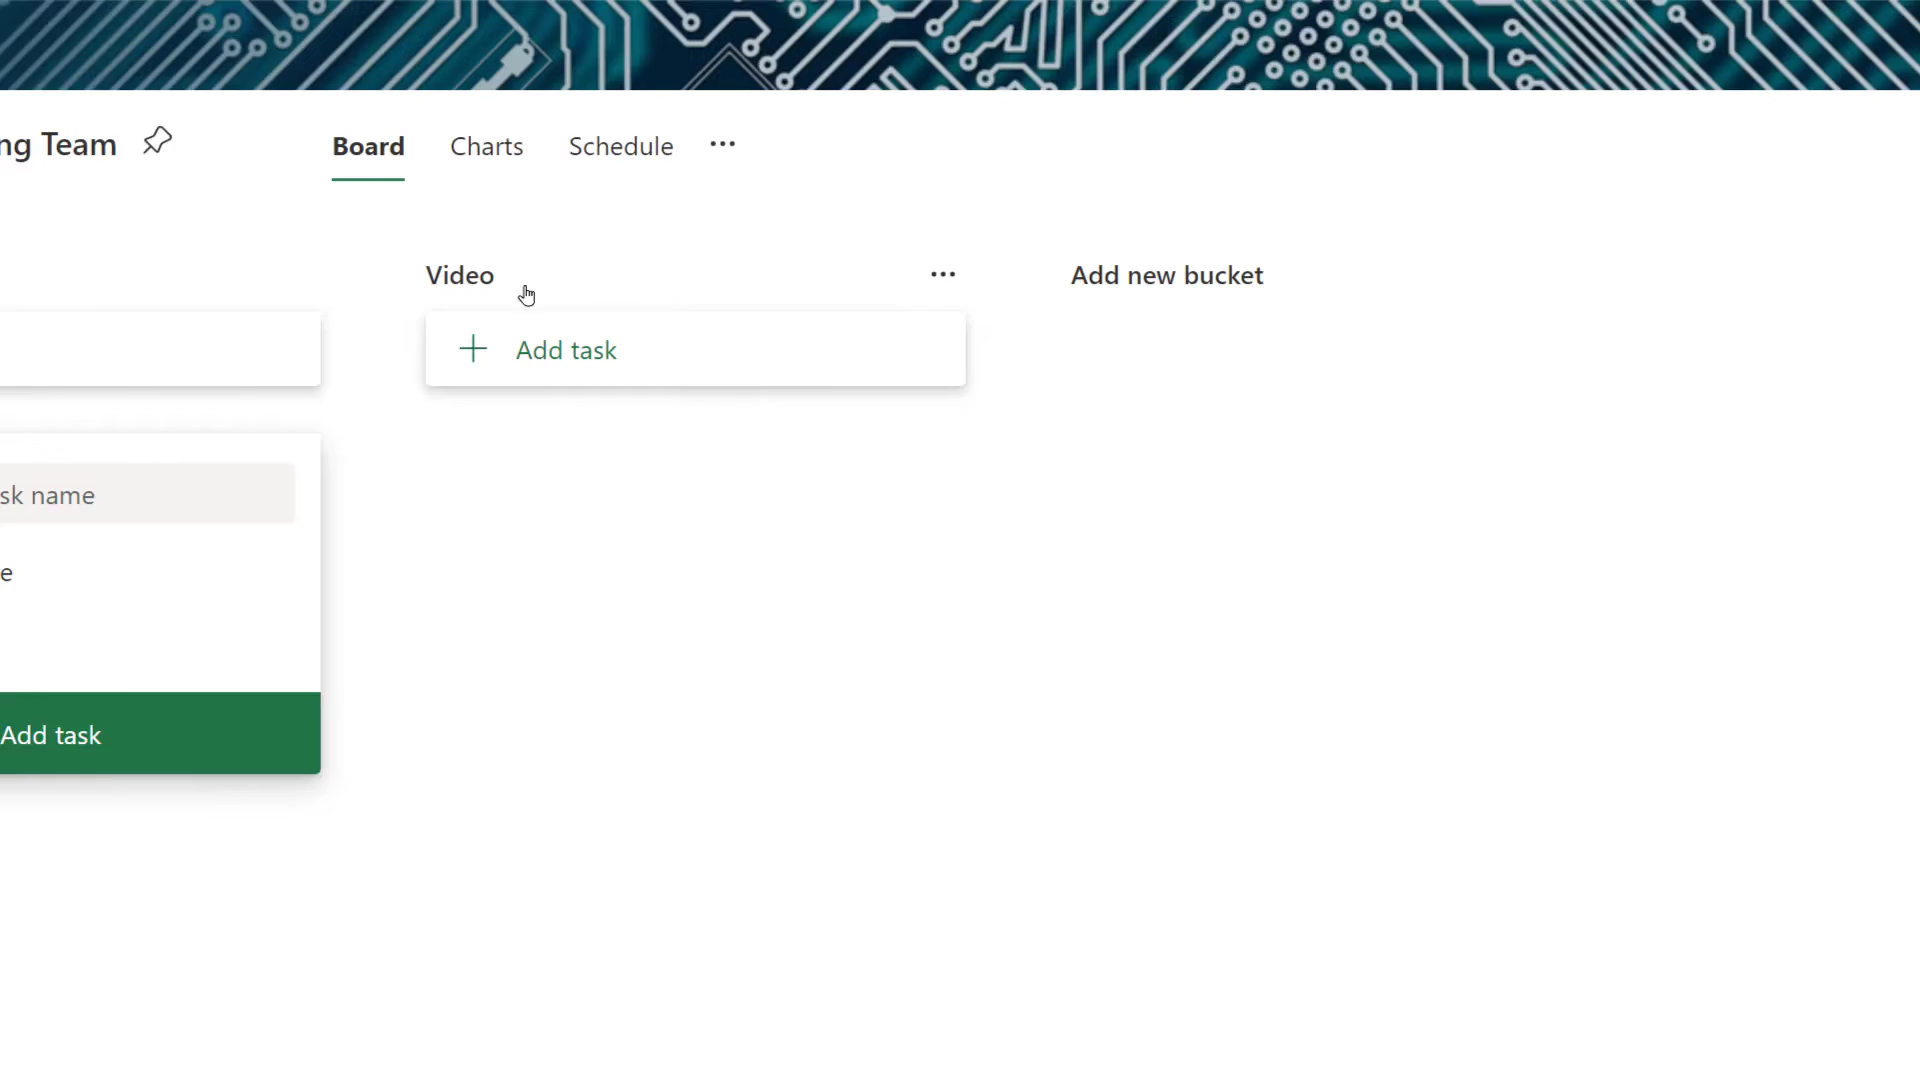 ng Team
Board
Charts
Schedule
Video
Add new bucket
Add task
sk name
e
Add task